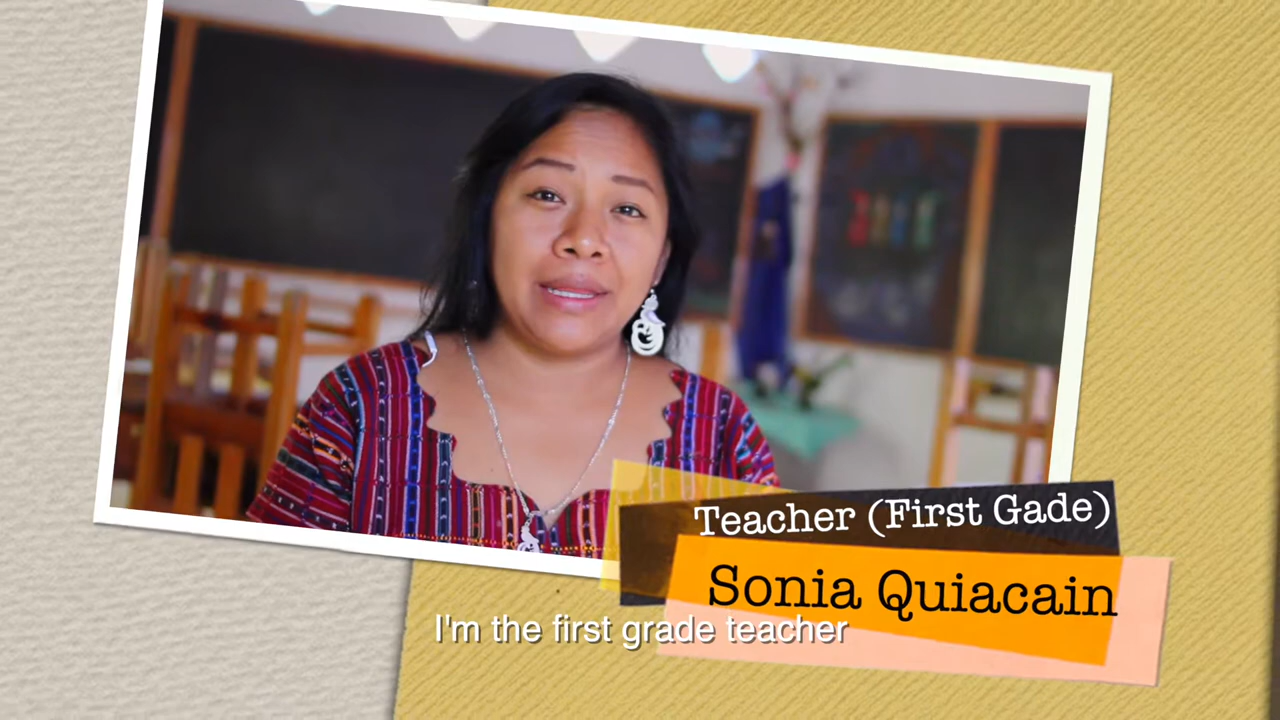 Teacher (First Gade)
Sonia Quiacain
I'm the first grade teacher